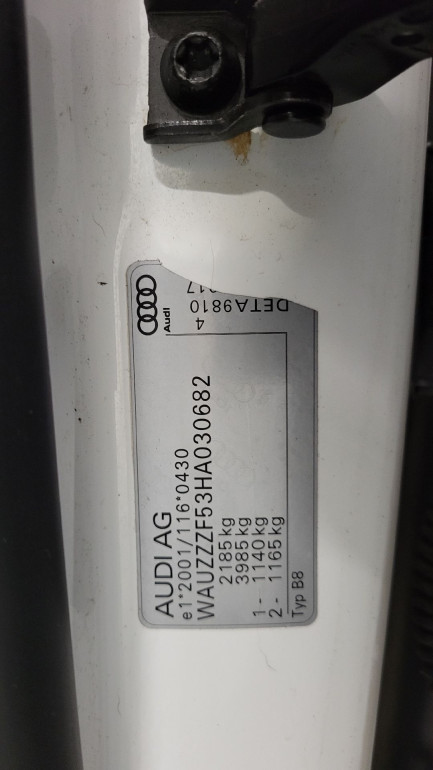 AUDI AG
e1*2001/116*0430
WAUZZZF53HA030682
2185 kg
3985 kg
1- 1140 kg
2- 1165 kg
Typ B8
Audi
4
DETA9810